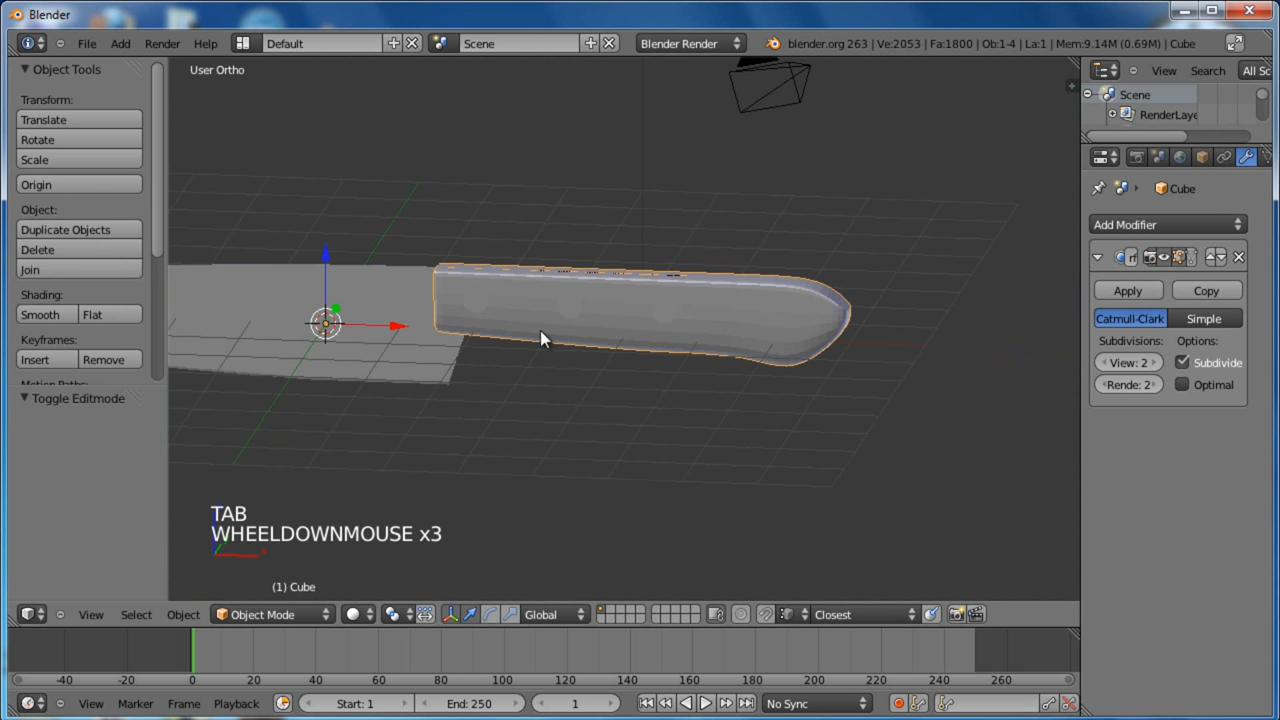 Blender
File Add Render Help Default Scene Blender Render blender.org 263 | Ve:2053 | Fa:1800 | Ob:1-4 | La:1 | Mem:9.14M (0.69M) | Cube
Object Tools
User Ortho
View Search All Sc
Transform:
Translate
Rotate
Scale
Origin
Object:
Duplicate Objects
Delete
Join
Shading:
Smooth Flat
Keyframes:
Insert Remove
Toggle Editmode
Scene
RenderLaye
Cube
Add Modifier
Apply Copy
Catmull-Clark Simple
Subdivisions: Options:
View: 2 Subdivide
Rende: 2 Optimal
TAB
WHEELDOWNMOUSE x3
(1) Cube
View Select Object Object Mode Global Closest
-40 -20 0 20 40 60 80 100 120 140 160 180 200 220 240 260
View Marker Frame Playback Start: 1 End: 250 1 No Sync